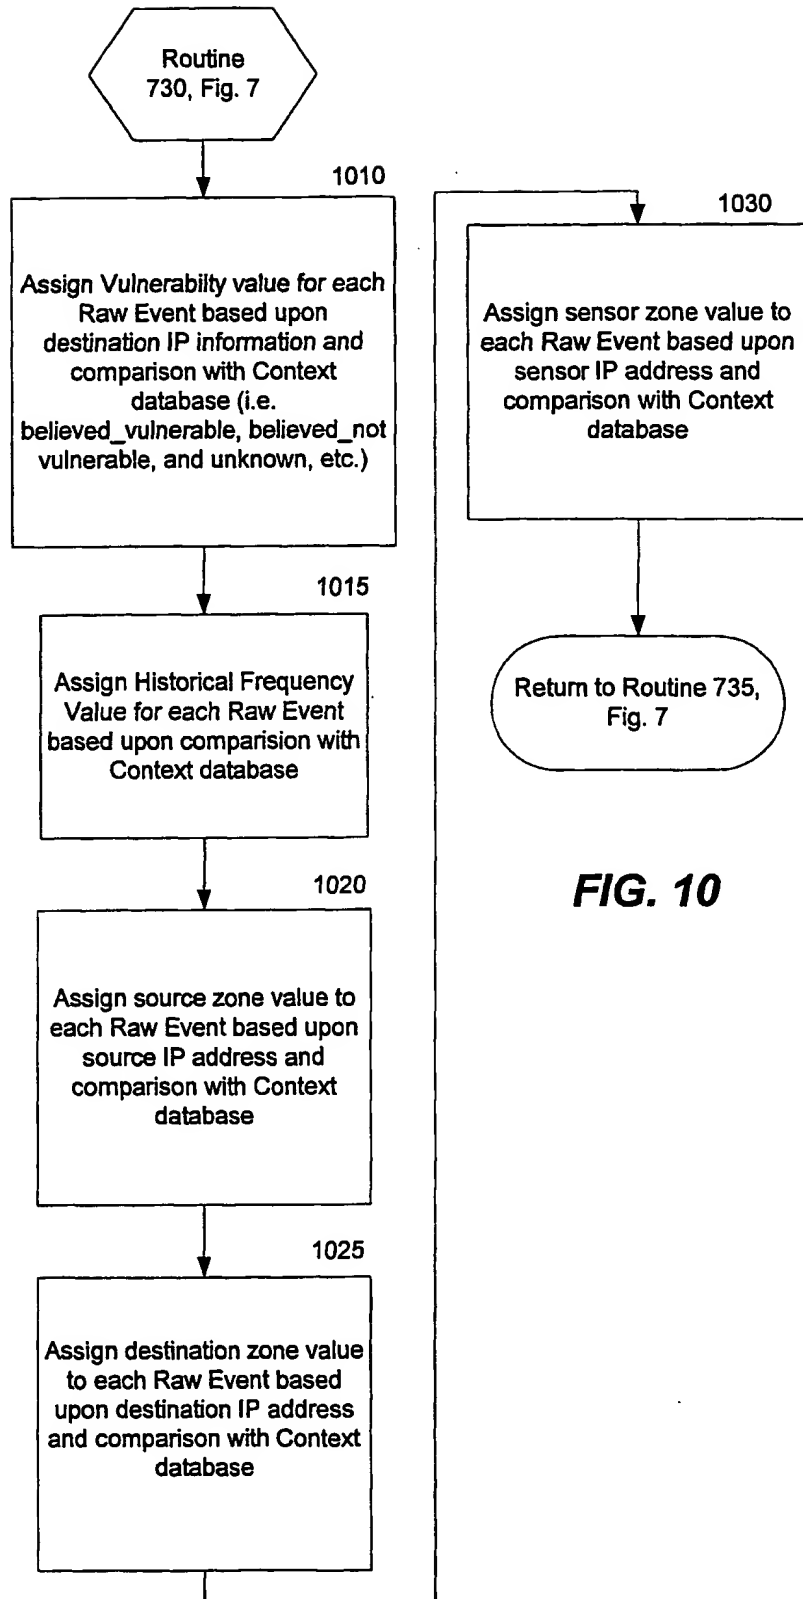 Routine
730, Fig. 7
1010
Assign Vulnerabilty value for each
Raw Event based upon
destination IP information and
comparison with Context
database (i.e.
believed_vulnerable, believed_not
vulnerable, and unknown, etc.)
1015
Assign Historical Frequency
Value for each Raw Event
based upon comparision with
Context database
1020
Assign source zone value to
each Raw Event based upon
source IP address and
comparison with Context
database
1025
Assign destination zone value
to each Raw Event based
upon destination IP address
and comparison with Context
database
1030
Assign sensor zone value to
each Raw Event based upon
sensor IP address and
comparison with Context
database
Return to Routine 735,
Fig. 7
FIG. 10